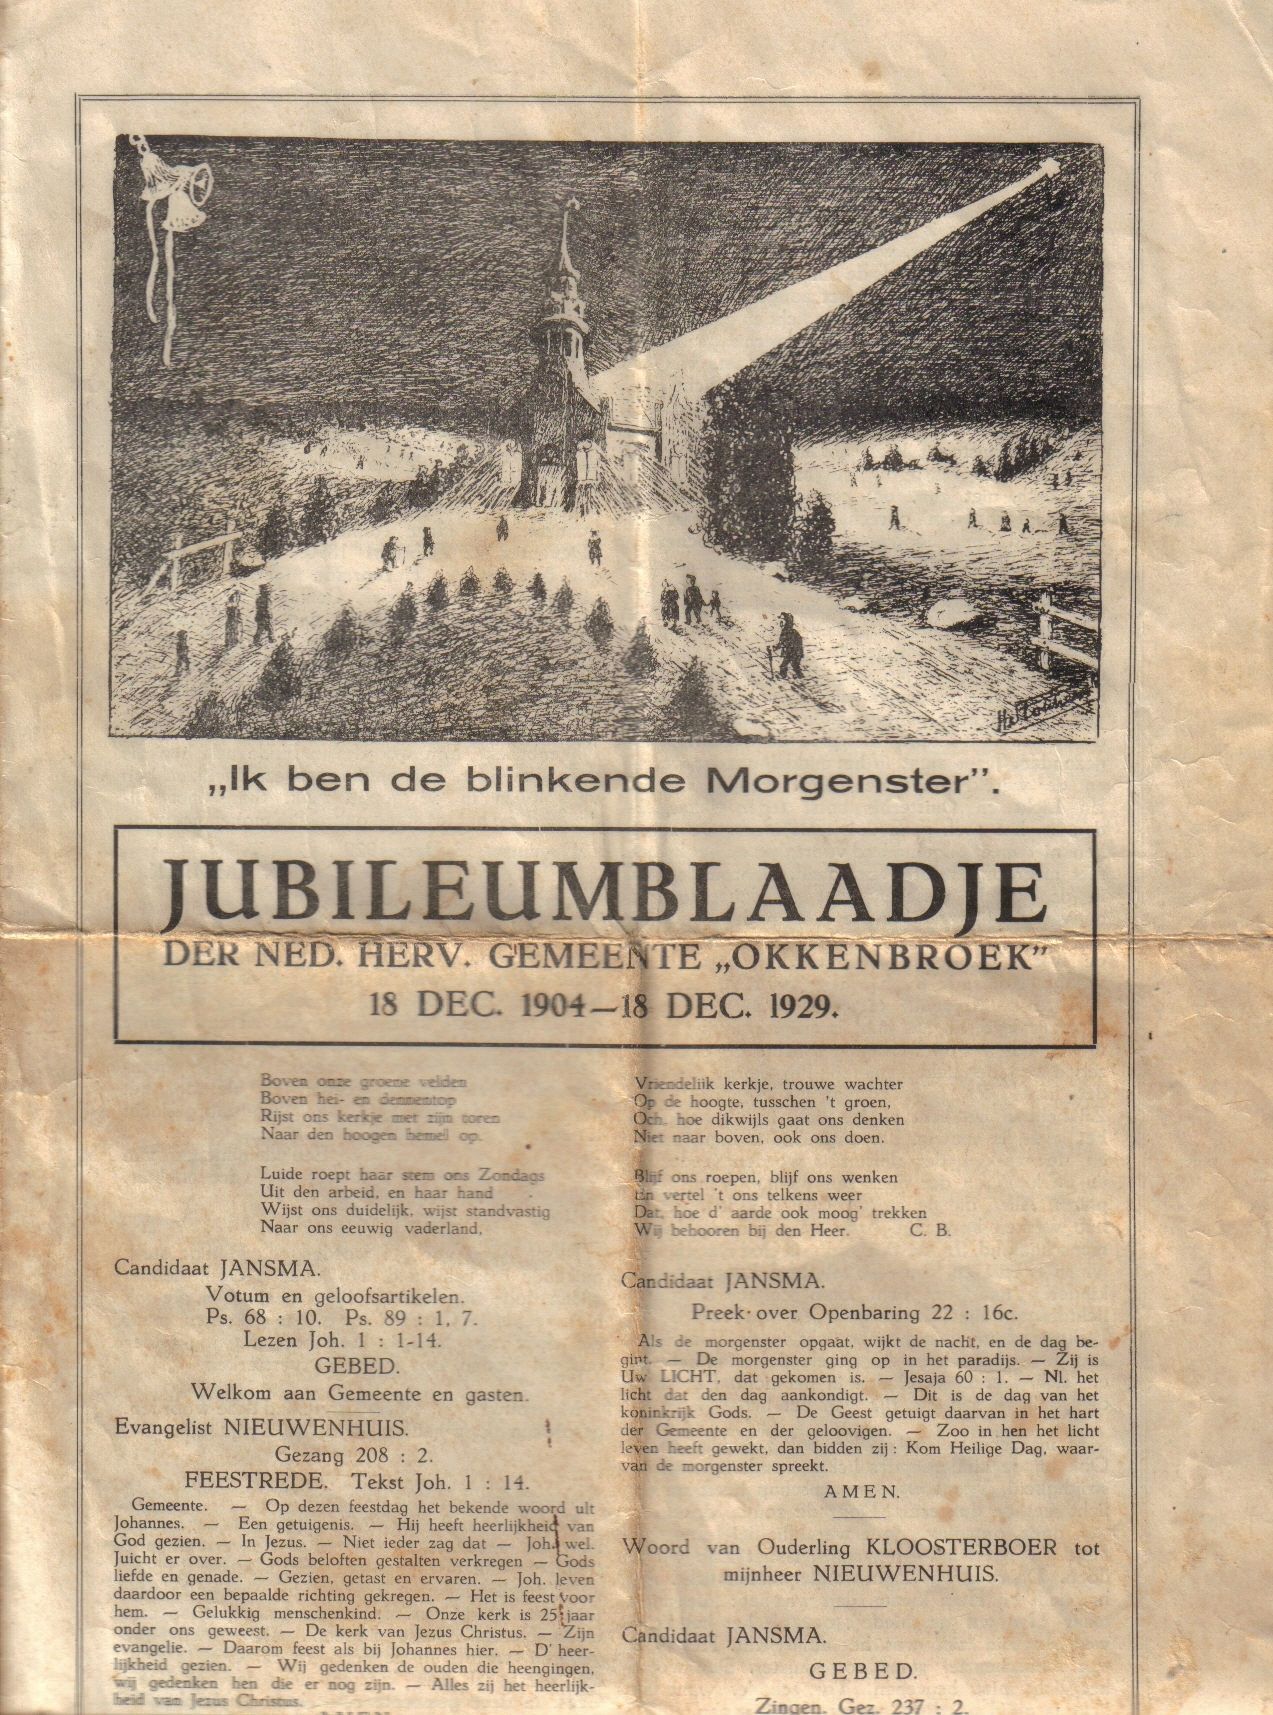 „Ik ben de blinkende Morgenster”.
JUBILEUMBLAADJE
DER NED. HERV. GEMEENTE „OKKENBROEK”
18 DEC. 1904—18 DEC. 1929.
Boven onze groene velden
Boven hei- en dennentop
Rijst ons kerkje met zijn toren
Naar den hoogen hemel op.
Luide roept haar stem ons Zondags
Uit den arbeid, en haar hand
Wijst ons duidelijk, wijst standvastig
Naar ons eeuwig vaderland.
Candidaat JANSMA.
Votum en geloofsartikelen.
Ps. 68 : 10. Ps. 89 : 1, 7.
Lezen Joh. 1 : 1-14.
GEBED.
Welkom aan Gemeente en gasten.
Evangelist NIEUWENHUIS.
Gezang 208 : 2.
FEESTREDE. Tekst Joh. 1 : 14.
Gemeente. — Op dezen feestdag het bekende woord uit
Johannes. — Een getuigenis. — Hij heeft heerlijkheid van
God gezien. — In Jezus. — Niet ieder zag dat — Joh. wel.
Juicht er over. — Gods beloften gestalten verkregen — Gods
liefde en genade. — Gezien, getast en ervaren. — Joh. leven
daardoor een bepaalde richting gekregen. — Het is feest voor
hem. — Gelukkig menschenkind. — Onze kerk is 25 jaar
onder ons geweest. — De kerk van Jezus Christus. — Zijn
evangelie. — Daarom feest als bij Johannes hier. — D' heer-
lijkheid gezien. — Wij gedenken de ouden die heengingen,
wij gedenken hen die er nog zijn. — Alles zij het heerlijk-
heid van Jezus Christus.
AMEN.
Vriendelijk kerkje, trouwe wachter
Op de hoogte, tusschen 't groen,
Och, hoe dikwijls gaat ons denken
Niet naar boven, ook ons doen.
Blijf ons roepen, blijf ons wenken
En vertel 't ons telkens weer
Dat, hoe d' aarde ook moog' trekken
Wij behooren bij den Heer. C. B.
Candidaat JANSMA.
Preek over Openbaring 22 : 16c.
Als de morgenster opgaat, wijkt de nacht, en de dag be-
gint. — De morgenster ging op in het paradijs. — Zij is
Uw LICHT, dat gekomen is. — Jesaja 60 : 1. — Nl. het
licht dat den dag aankondigt. — Dit is de dag van het
koninkrijk Gods. — De Geest getuigt daarvan in het hart
der Gemeente en der geloovigen. — Zoo in hen het licht
leven heeft gewekt, dan bidden zij : Kom Heilige Dag, waar-
van de morgenster spreekt.
AMEN.
Woord van Ouderling KLOOSTERBOER tot
mijnheer NIEUWENHUIS.
Candidaat JANSMA.
GEBED.
Zingen. Gez. 237 : 2.